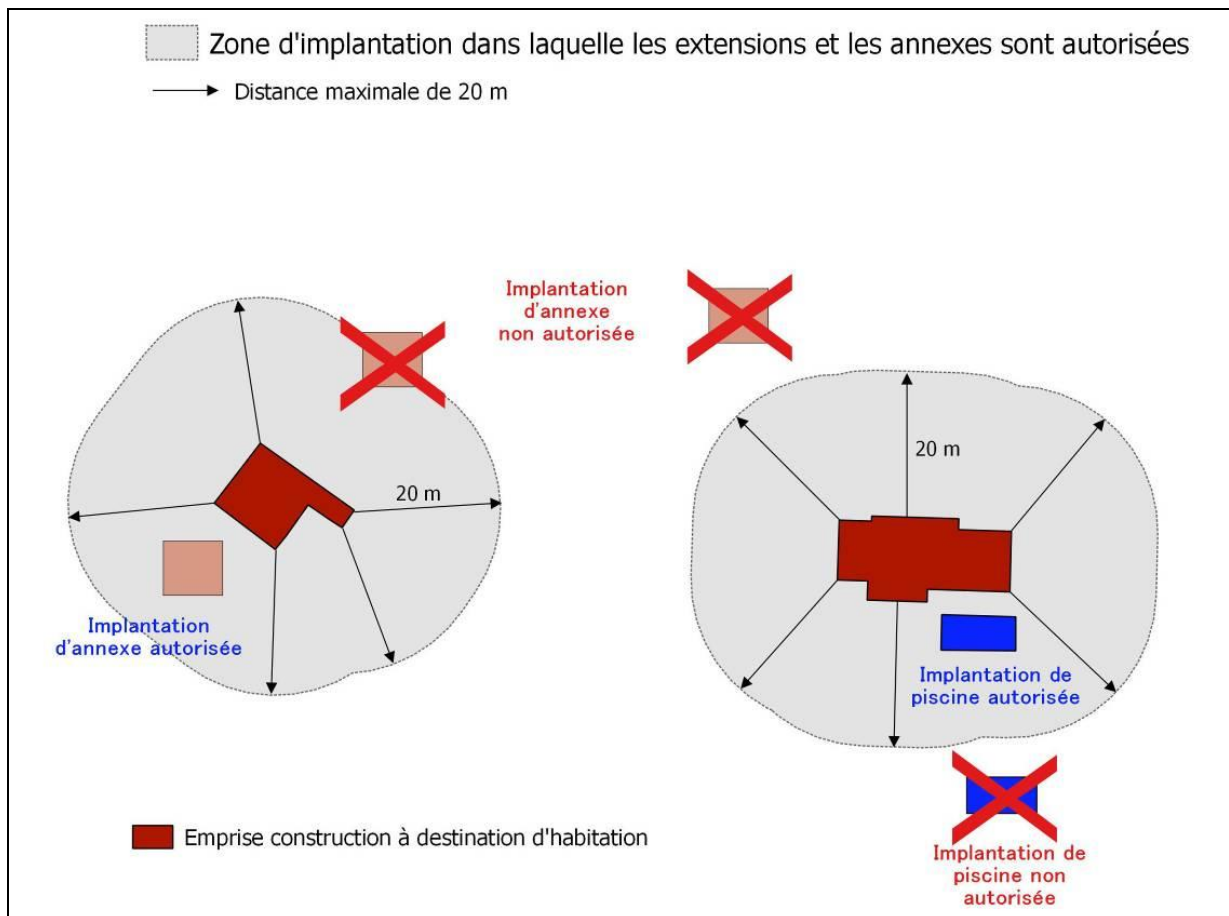 Zone d'implantation dans laquelle les extensions et les annexes sont autorisées
Distance maximale de 20 m
Implantation
d'annexe
non autorisée
20 m
20 m
Implantation
d'annexe autorisée
Implantation de
piscine autorisée
Emprise construction à destination d'habitation
Implantation de
piscine non
autorisée